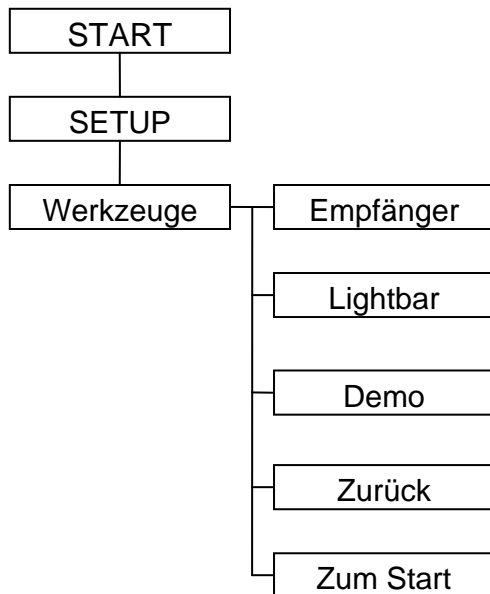 START
SETUP
Werkzeuge
Empfänger
Lightbar
Demo
Zurück
Zum Start